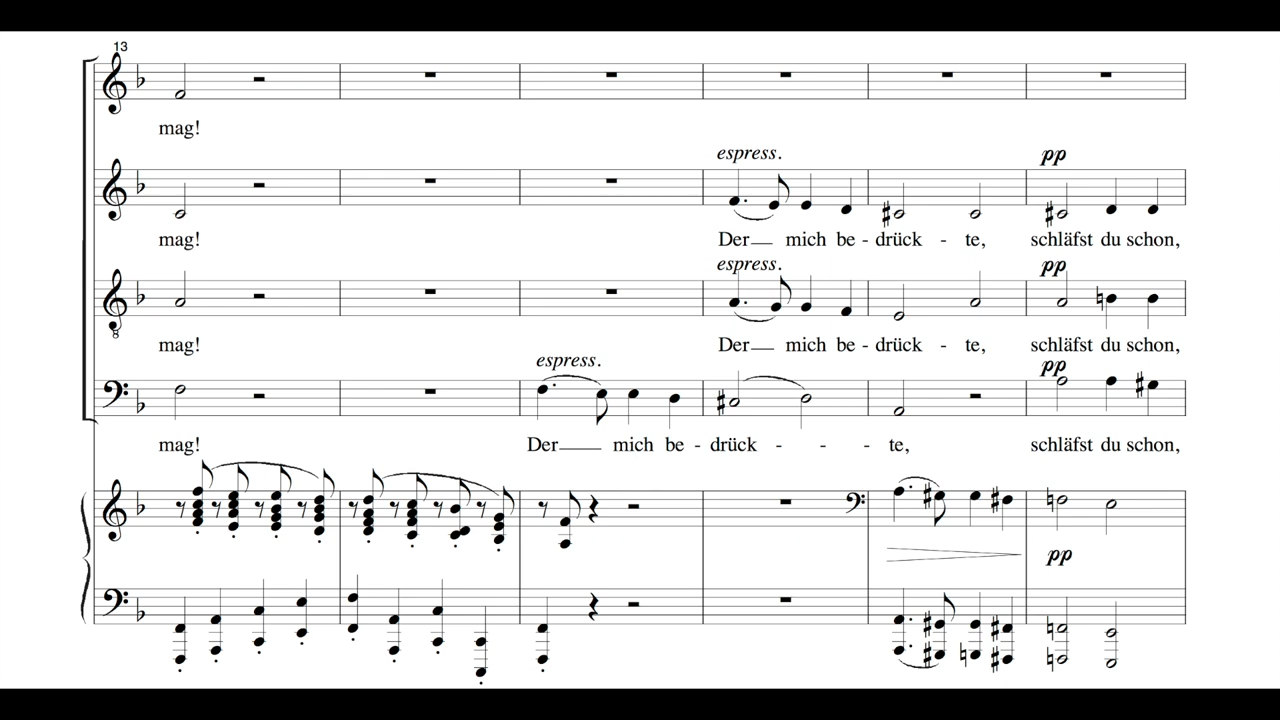 13
mag!
espress. pp
mag! Der mich be - drück - te, schläfst du schon,
espress. pp
mag! Der mich be - drück - te, schläfst du schon,
espress. pp
mag! Der mich be - drück - - - te, schläfst du schon,
pp